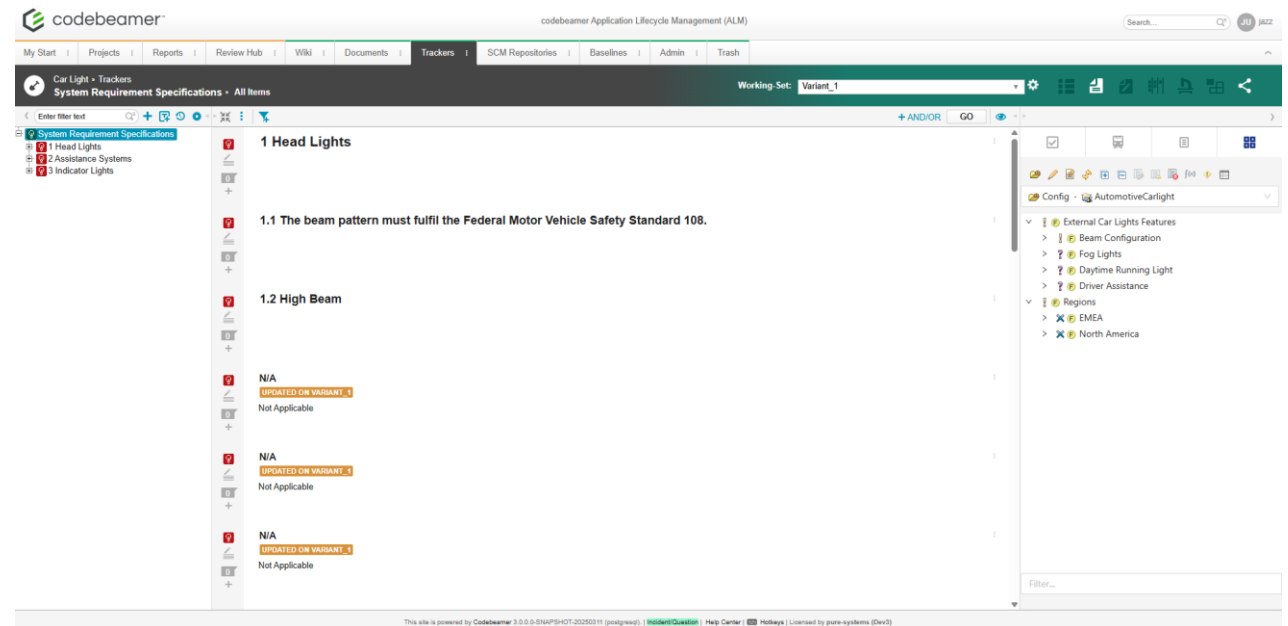 codebeamer
codebeamer Application Lifecycle Management (ALM)
Search...
JU jazz
My Start Projects Reports Review Hub Wiki Documents Trackers SCM Repositories Baselines Admin Trash
Car Light • Trackers
System Requirement Specifications • All Items
Working-Set: Variant_1
Enter filter text
+ AND/OR GO
System Requirement Specifications
1 Head Lights
2 Assistance Systems
3 Indicator Lights
1 Head Lights
0
1.1 The beam pattern must fulfil the Federal Motor Vehicle Safety Standard 108.
0
1.2 High Beam
0
N/A
UPDATED ON VARIANT_1
Not Applicable
0
N/A
UPDATED ON VARIANT_1
Not Applicable
0
N/A
UPDATED ON VARIANT_1
Not Applicable
0
Config - AutomotiveCarlight
External Car Lights Features
Beam Configuration
? Fog Lights
? Daytime Running Light
? Driver Assistance
Regions
EMEA
North America
Filter...
This site is powered by Codebeamer 3.0.0.0-SNAPSHOT-20250311 (postgresql). | Incident/Question | Help Center | Hotkeys | Licensed by pure-systems (Dev3)